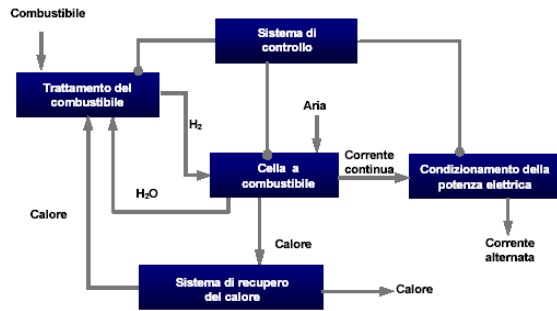 Combustibile
Sistema di
controllo
Trattamento del
combustibile
Aria
H₂
Cella a
combustibile
Corrente
continua
Condizionamento della
potenza elettrica
H₂O
Calore
Calore
Corrente
alternata
Sistema di recupero
del calore
Calore